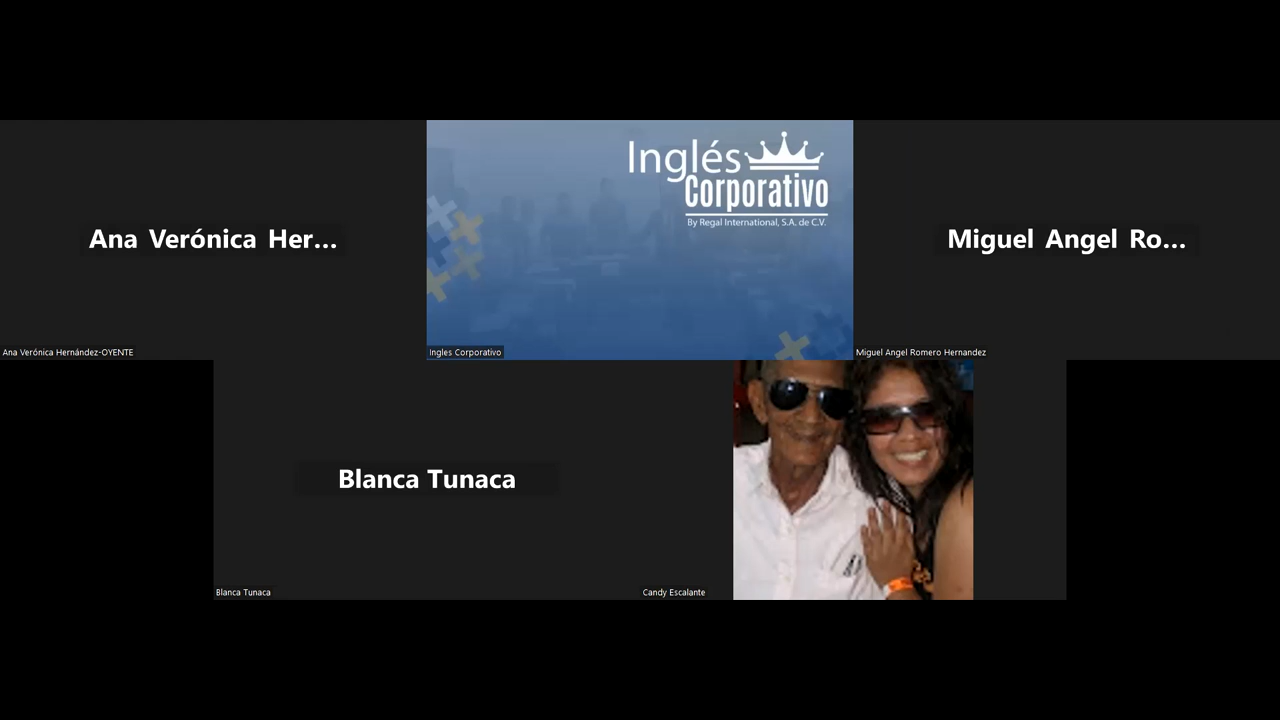 Ana Verónica Her...
Ana Verónica Hernández-OYENTE
Inglés
Corporativo
By Regal International, S.A. de C.V.
Ingles Corporativo
Miguel Angel Ro...
Miguel Angel Romero Hernandez
Blanca Tunaca
Blanca Tunaca
Candy Escalante